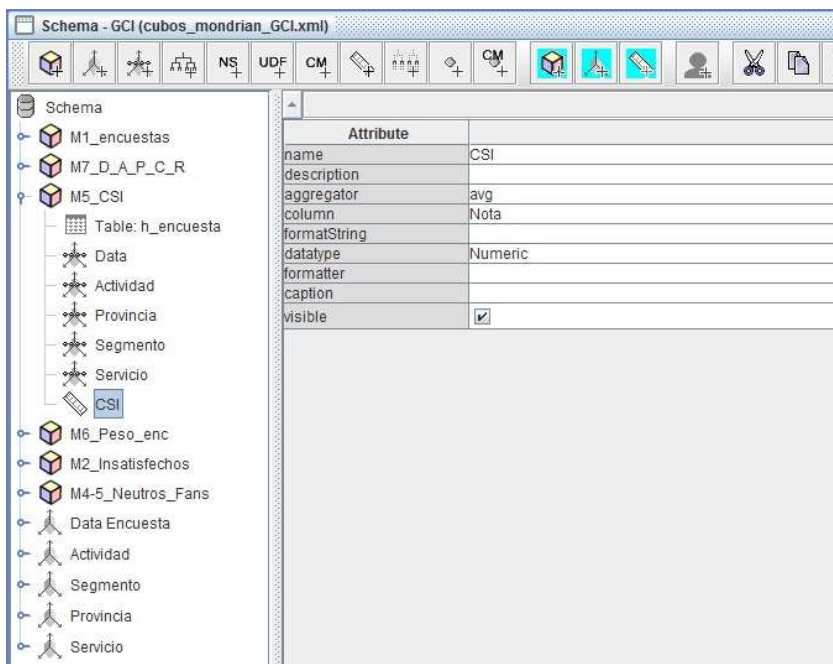 Schema - GCI (cubos_mondrian_GCI.xml)
NS UDF CM CM
Schema
M1_encuestas
M7_D_A_P_C_R
M5_CSI
Table: h_encuesta
Data
Actividad
Provincia
Segmento
Servicio
CSI
M6_Peso_enc
M2_Insatisfechos
M4-5_Neutros_Fans
Data Encuesta
Actividad
Segmento
Provincia
Servicio
Attribute
name CSI
description
aggregator avg
column Nota
formatString
datatype Numeric
formatter
caption
visible